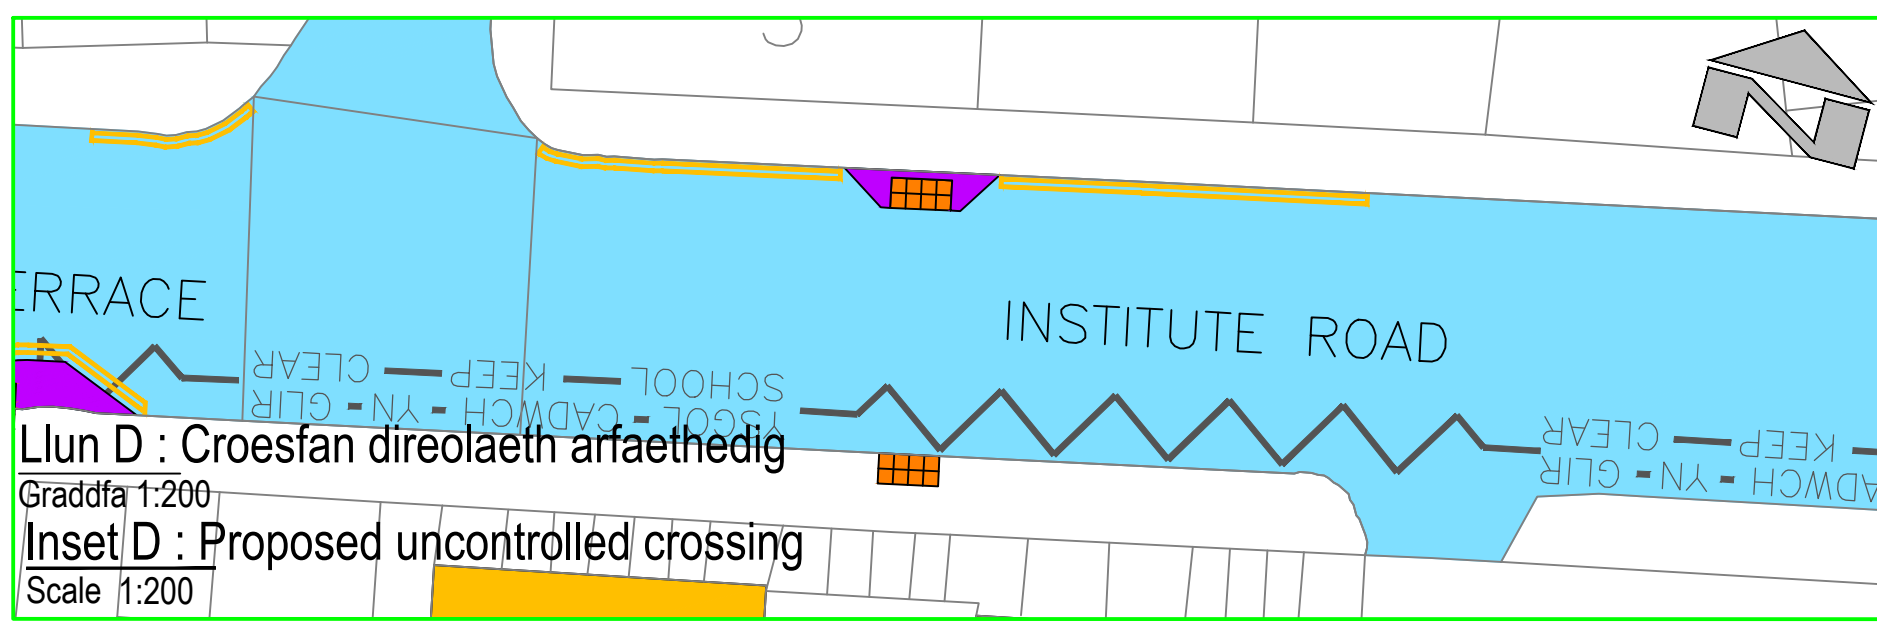 ERRACE
INSTITUTE ROAD
SCHOOL — KEEP — CLEAR
YSGOL - CADWCH - YN - GLIR
KEEP — CLEAR
CADWCH - YN - GLIR
Llun D : Croesfan direolaeth arfaethedig
Graddfa 1:200
Inset D : Proposed uncontrolled crossing
Scale 1:200